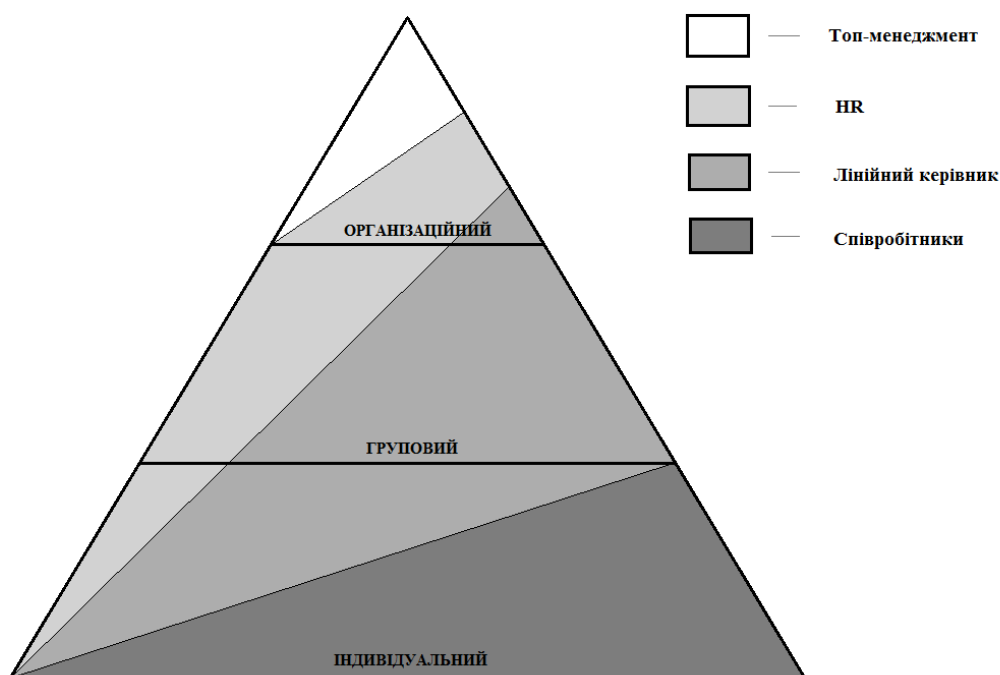 Топ-менеджмент
HR
Лінійний керівник
Співробітники
ОРГАНІЗАЦІЙНИЙ
ГРУПОВИЙ
ІНДИВІДУАЛЬНИЙ